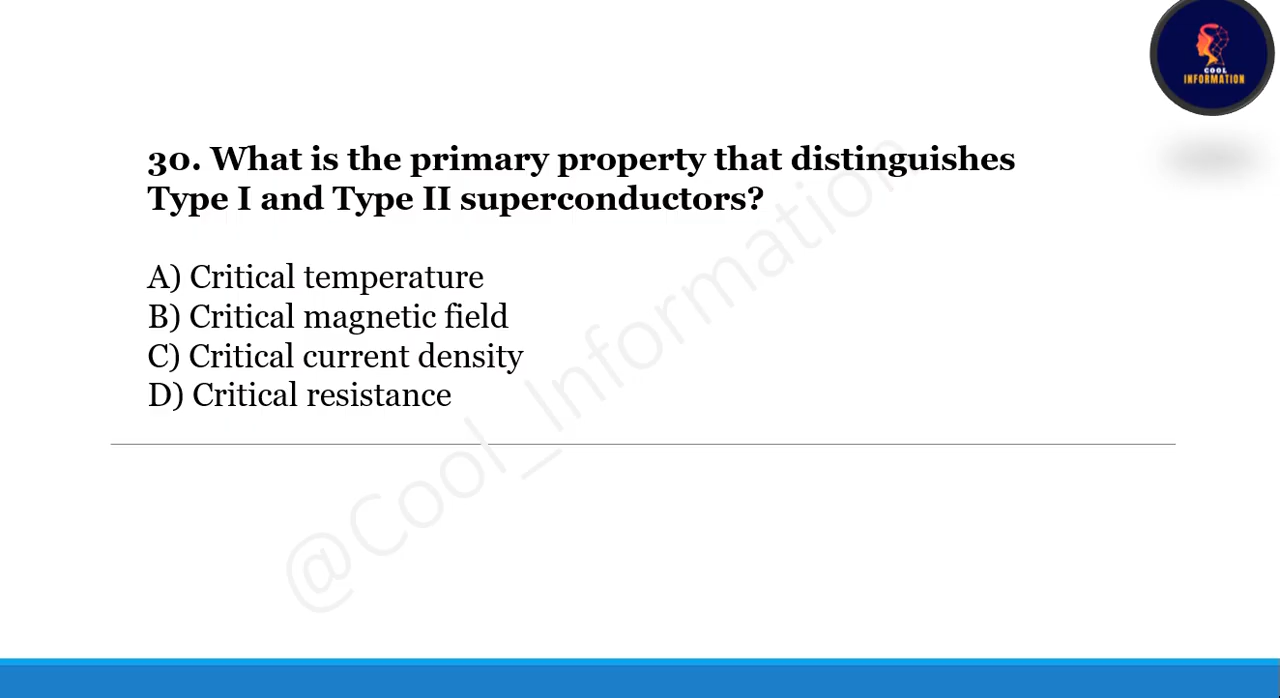 COOL
INFORMATION
30. What is the primary property that distinguishes
Type I and Type II superconductors?
A) Critical temperature
B) Critical magnetic field
C) Critical current density
D) Critical resistance
@Cool_Information